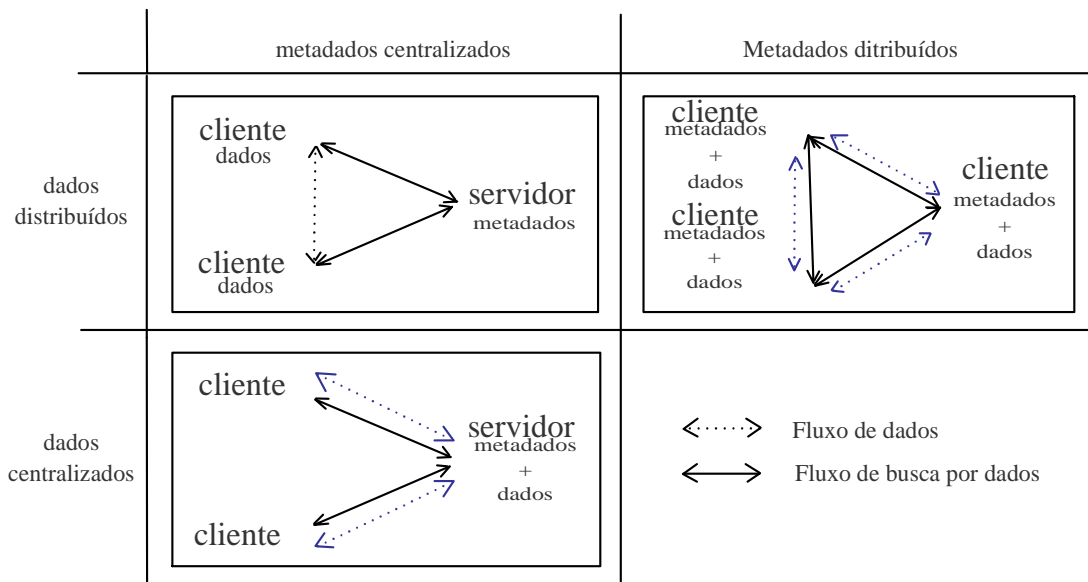 metadados centralizados
Metadados ditribuídos
dados
distribuídos
cliente
dados
servidor
metadados
cliente
dados
cliente
metadados
+
dados
cliente
metadados
+
dados
cliente
metadados
+
dados
dados
centralizados
cliente
servidor
metadados
+
dados
cliente
Fluxo de dados
Fluxo de busca por dados